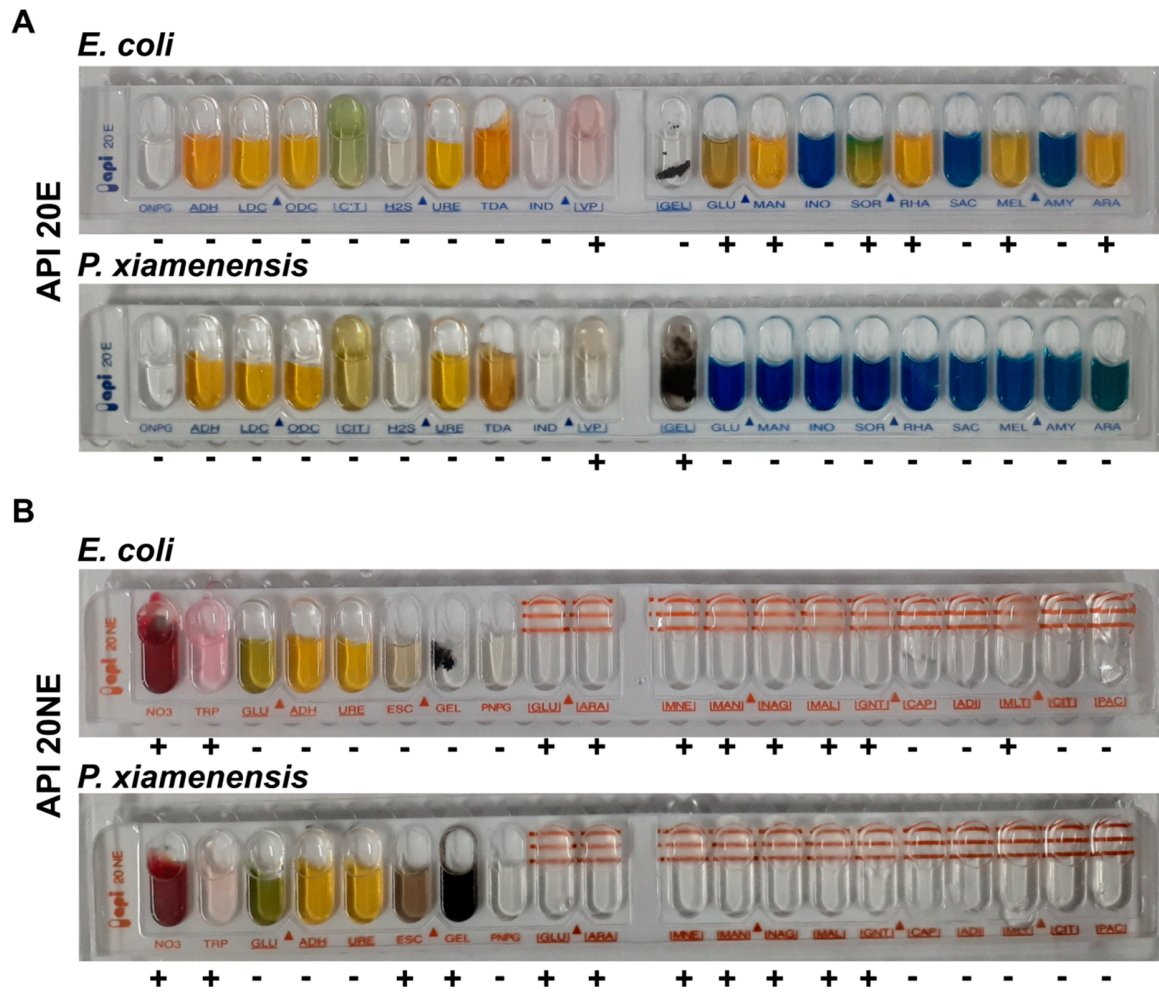 A
E. coli
API 20E
api 20 E
ONPG ADH LDC ODC |CIT| H2S URE TDA IND |VP| |GEL| GLU MAN INO SOR RHA SAC MEL AMY ARA
- - - - - - - - - + - + + - + + - + - +
P. xiamenensis
api 20 E
ONPG ADH LDC ODC |CIT| H2S URE TDA IND |VP| |GEL| GLU MAN INO SOR RHA SAC MEL AMY ARA
- - - - - - - - - + + - - - - - - - - -
B
E. coli
API 20NE
api 20 NE
NO3 TRP GLU ADH URE ESC GEL PNPG |GLU| |ARA| |MNE| |MAN| |NAG| |MAL| |GNT| |CAP| |ADI| |MLT| |CIT| |PAC|
+ + - - - - - - + + + + + + + - - + - -
P. xiamenensis
api 20 NE
NO3 TRP GLU ADH URE ESC GEL PNPG |GLU| |ARA| |MNE| |MAN| |NAG| |MAL| |GNT| |CAP| |ADI| |MLT| |CIT| |PAC|
+ + - - - + + - + + + + + + + - - - - -